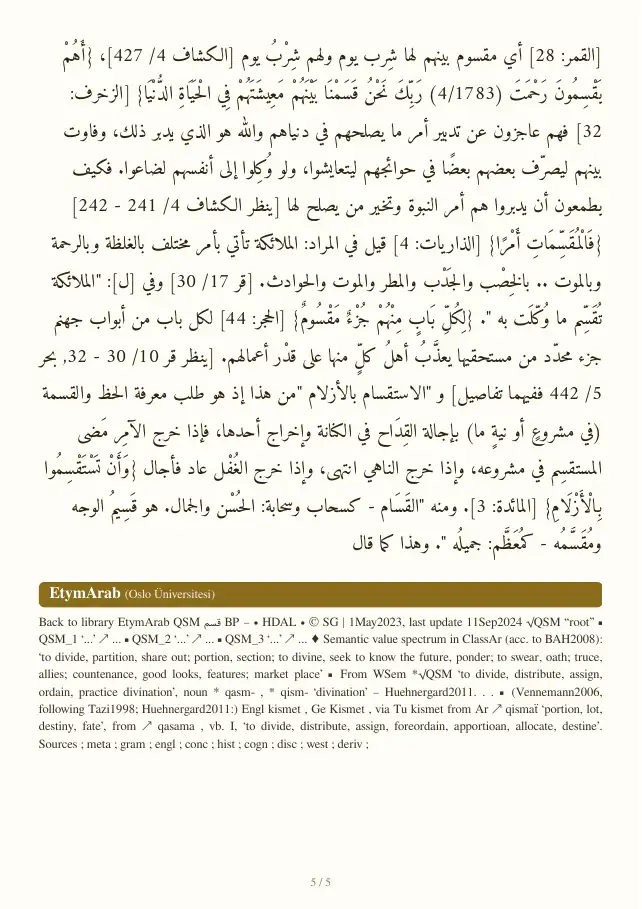 [القمر: 28] أي مقسوم بينهم لها شِرب يوم ولهم شِرْبُ يوم [الكشاف 4/ 427]، {أَهُمْ
يَقْسِمُونَ رَحْمَتَ (4/1783) رَبِّكَ نَحْنُ قَسَمْنَا بَيْنَهُمْ مَعِيشَتَهُمْ فِي الْحَيَاةِ الدُّنْيَا} [الزخرف:
32] فهم عاجزون عن تدبير أمر ما يصلحهم في دنياهم والله هو الذي يدبر ذلك، وفاوت
بينهم ليصرّف بعضهم بعضًا في حوائجهم ليتعايشوا، ولو وُكِلوا إلى أنفسهم لضاعوا. فكيف
يطمعون أن يدبروا هم أمر النبوة وتخير من يصلح لها [ينظر الكشاف 4/ 241 - 242]
{فَالْمُقَسِّمَاتِ أَمْرًا} [الذاريات: 4] قيل في المراد: الملائكة تأتي بأمر مختلف بالغلظة وبالرحمة
وبالموت .. بالخِصْب والجَدْب والمطر والموت والحوادث. [قر 17/ 30] وفي [ل]: "الملائكة
تُقَسِّم ما وُكِّلَت به ". {لِكُلِّ بَابٍ مِنْهُمْ جُزْءٌ مَقْسُومٌ} [الحجر: 44] لكل باب من أبواب جهنم
جزء محدّد من مستحقيها يعذَّبُ أهلُ كلٍّ منها على قدْر أعمالهم. [ينظر قر 10/ 30 - 32, بحر
5/ 442 ففيهما تفاصيل] و "الاستقسام بالأزلام "من هذا إذ هو طلب معرفة الحظ والقسمة
(في مشروعٍ أو نيةٍ ما) بإجالة القِدَاح في الكنانة وإخراج أحدها، فإذا خرج الآمِر مَضى
المستقسِم في مشروعه، وإذا خرج الناهي انتهى، وإذا خرج الغُفْل عاد فأجال {وَأَنْ تَسْتَقْسِمُوا
بِالْأَزْلَامِ} [المائدة: 3]. ومنه "القَسَام - كسحاب وسحابة: الحُسْن والجمال. هو قَسِيمُ الوجه
ومُقَسَّمُه - كمُعَظَّم: جميلُه ". وهذا كما قال
EtymArab (Oslo Üniversitesi)
Back to library EtymArab QSM قسم BP – • HDAL • © SG | 1May2023, last update 11Sep2024 √QSM “root” ▪
QSM_1 ‘...’ ↗ ... ▪ QSM_2 ‘...’ ↗ ... ▪ QSM_3 ‘...’ ↗ ... ♦ Semantic value spectrum in ClassAr (acc. to BAH2008):
‘to divide, partition, share out; portion, section; to divine, seek to know the future, ponder; to swear, oath; truce,
allies; countenance, good looks, features; market place’ ▪ From WSem *√QSM ‘to divide, distribute, assign,
ordain, practice divination’, noun * qasm- , * qism- ‘divination’ – Huehnergard2011. . . ▪ (Vennemann2006,
following Tazi1998; Huehnergard2011:) Engl kismet , Ge Kismet , via Tu kismet from Ar ↗ qismaẗ ‘portion, lot,
destiny, fate’, from ↗ qasama , vb. I, ‘to divide, distribute, assign, foreordain, apportioan, allocate, destine’.
Sources ; meta ; gram ; engl ; conc ; hist ; cogn ; disc ; west ; deriv ;
5 / 5